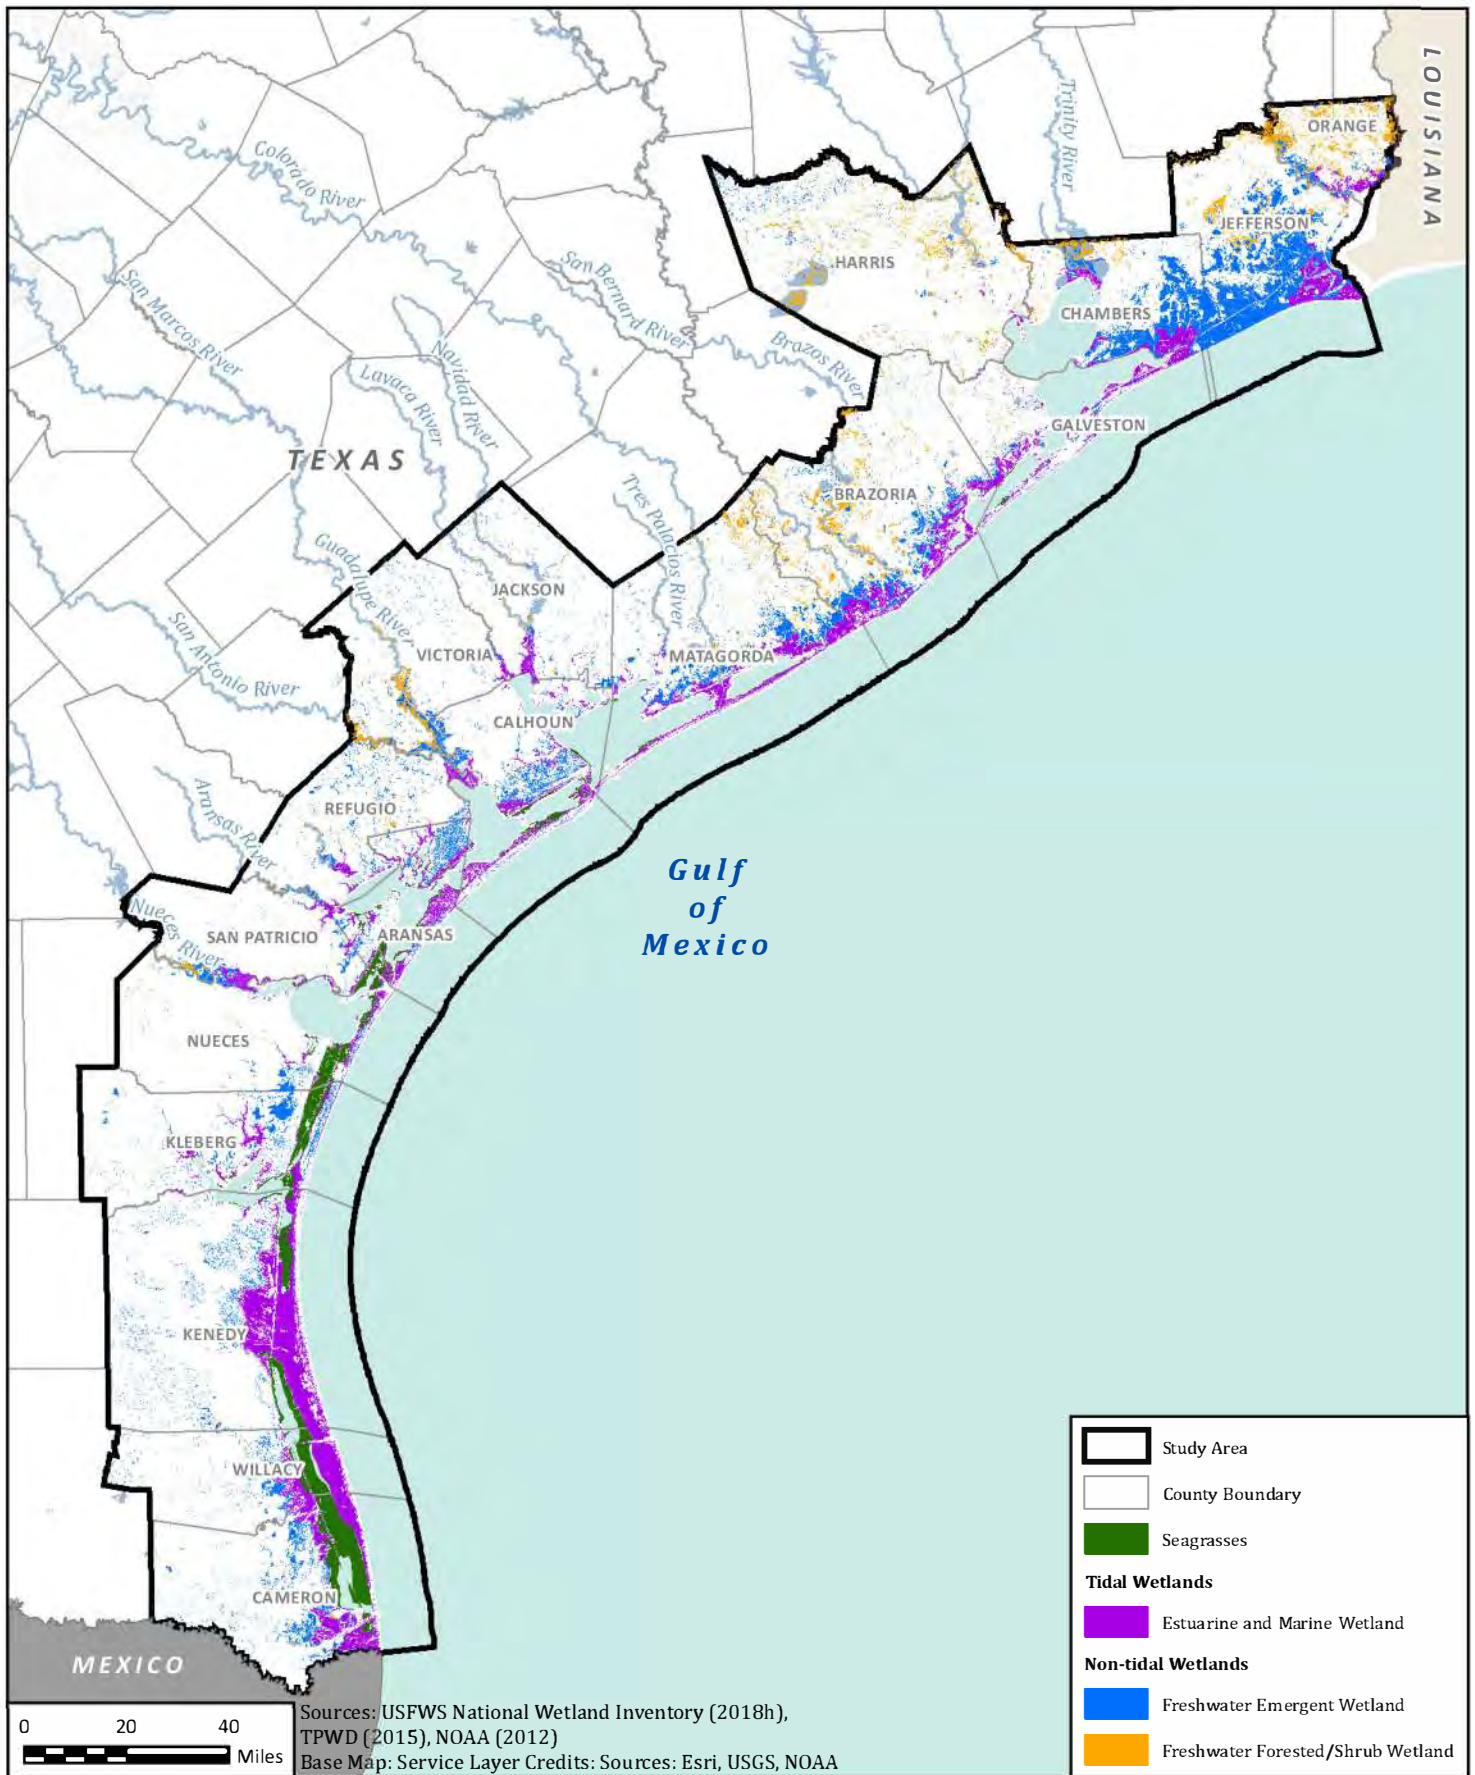 LOUISIANA
Trinity River
ORANGE
Colorado River
JEFFERSON
San Bernard River
HARRIS
San Marcos River
CHAMBERS
Navidad River
Brazos River
Lavaca River
GALVESTON
TEXAS
Tres Palacios River
BRAZORIA
Guadalupe River
JACKSON
San Antonio River
VICTORIA
MATAGORDA
CALHOUN
Aransas River
REFUGIO
Gulf
of
Mexico
Nueces River
SAN PATRICIO
ARANSAS
NUECES
KLEBERG
KENEDY
WILLACY
CAMERON
MEXICO
Study Area
County Boundary
Seagrasses
Tidal Wetlands
Estuarine and Marine Wetland
Non-tidal Wetlands
Freshwater Emergent Wetland
Freshwater Forested/Shrub Wetland
0 20 40
Miles
Sources: USFWS National Wetland Inventory (2018h),
TPWD (2015), NOAA (2012)
Base Map: Service Layer Credits: Sources: Esri, USGS, NOAA